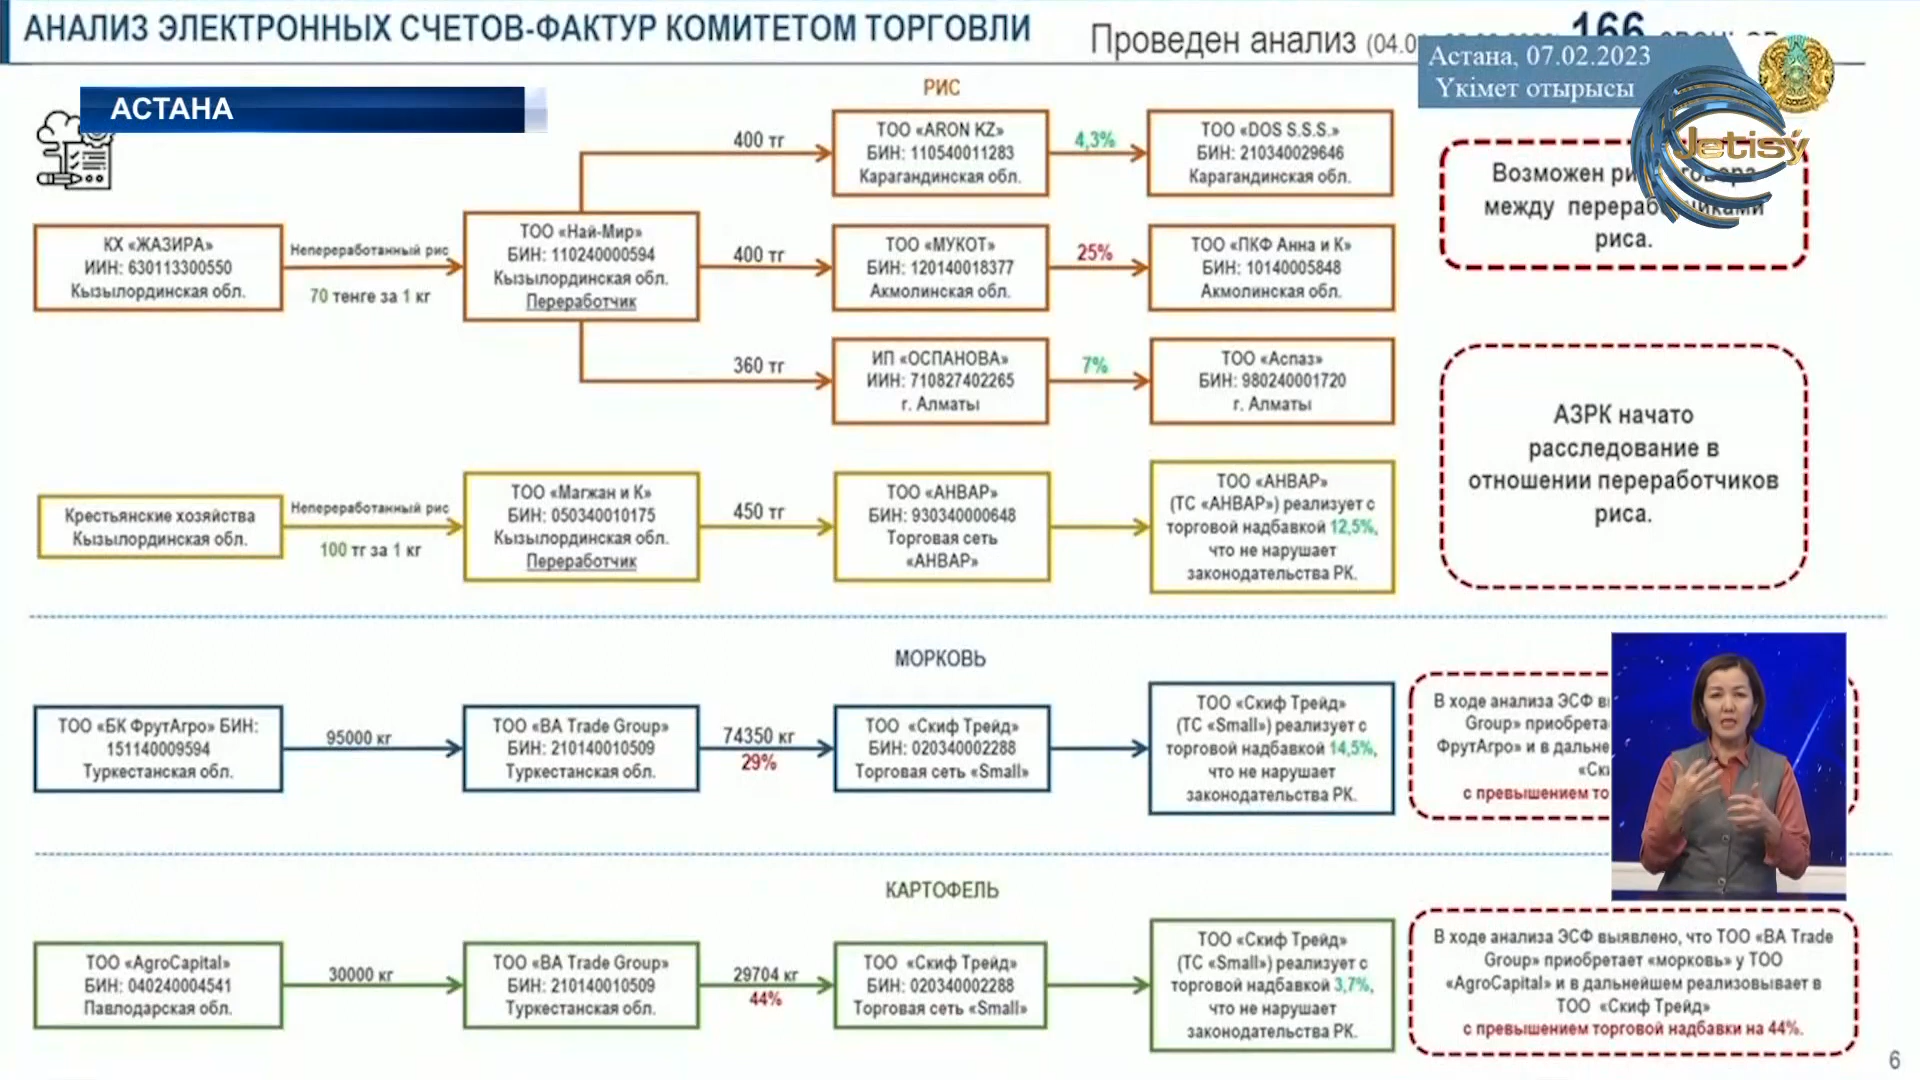 АНАЛИЗ ЭЛЕКТРОННЫХ СЧЕТОВ-ФАКТУР КОМИТЕТОМ ТОРГОВЛИ
Проведен анализ
166
Астана, 07.02.2023
Үкімет отырысы
Jetisý
АСТАНА
РИС
КХ «ЖАЗИРА»
ИИН: 630113300550
Кызылординская обл.
Непереработанный рис
70 тенге за 1 кг
ТОО «Най-Мир»
БИН: 110240000594
Кызылординская обл.
Переработчик
400 тг
ТОО «ARON KZ»
БИН: 110540011283
Карагандинская обл.
4,3%
ТОО «DOS S.S.S.»
БИН: 210340029646
Карагандинская обл.
400 тг
ТОО «МУКОТ»
БИН: 120140018377
Акмолинская обл.
25%
ТОО «ПКФ Анна и К»
БИН: 10140005848
Акмолинская обл.
360 тг
ИП «ОСПАНОВА»
ИИН: 710827402265
г. Алматы
7%
ТОО «Аспаз»
БИН: 980240001720
г. Алматы
Возможен
между
риса.
АЗРК начато
расследование в
отношении переработчиков
риса.
Крестьянские хозяйства
Кызылординская обл.
Непереработанный рис
100 тг за 1 кг
ТОО «Магжан и К»
БИН: 050340010175
Кызылординская обл.
Переработчик
450 тг
ТОО «АНВАР»
БИН: 930340000648
Торговая сеть
«АНВАР»
ТОО «АНВАР»
(ТС «АНВАР») реализует с
торговой надбавкой 12,5%,
что не нарушает
законодательства РК.
МОРКОВЬ
ТОО «БК ФрутАгро» БИН:
151140009594
Туркестанская обл.
95000 кг
ТОО «BA Trade Group»
БИН: 210140010509
Туркестанская обл.
74350 кг
29%
ТОО «Скиф Трейд»
БИН: 020340002288
Торговая сеть «Small»
ТОО «Скиф Трейд»
(ТС «Small») реализует с
торговой надбавкой 14,5%,
что не нарушает
законодательства РК.
В ходе анализа ЭСФ
Group»
ФрутАгро» и в
с превышением
КАРТОФЕЛЬ
ТОО «AgroCapital»
БИН: 040240004541
Павлодарская обл.
30000 кг
ТОО «BA Trade Group»
БИН: 210140010509
Туркестанская обл.
29704 кг
44%
ТОО «Скиф Трейд»
БИН: 020340002288
Торговая сеть «Small»
ТОО «Скиф Трейд»
(ТС «Small») реализует с
торговой надбавкой 3,7%,
что не нарушает
законодательства РК.
В ходе анализа ЭСФ выявлено, что ТОО «BA Trade
Group» приобретает «морковь» у ТОО
«AgroCapital» и в дальнейшем реализовывает в
ТОО «Скиф Трейд»
с превышением торговой надбавки на 44%.
6